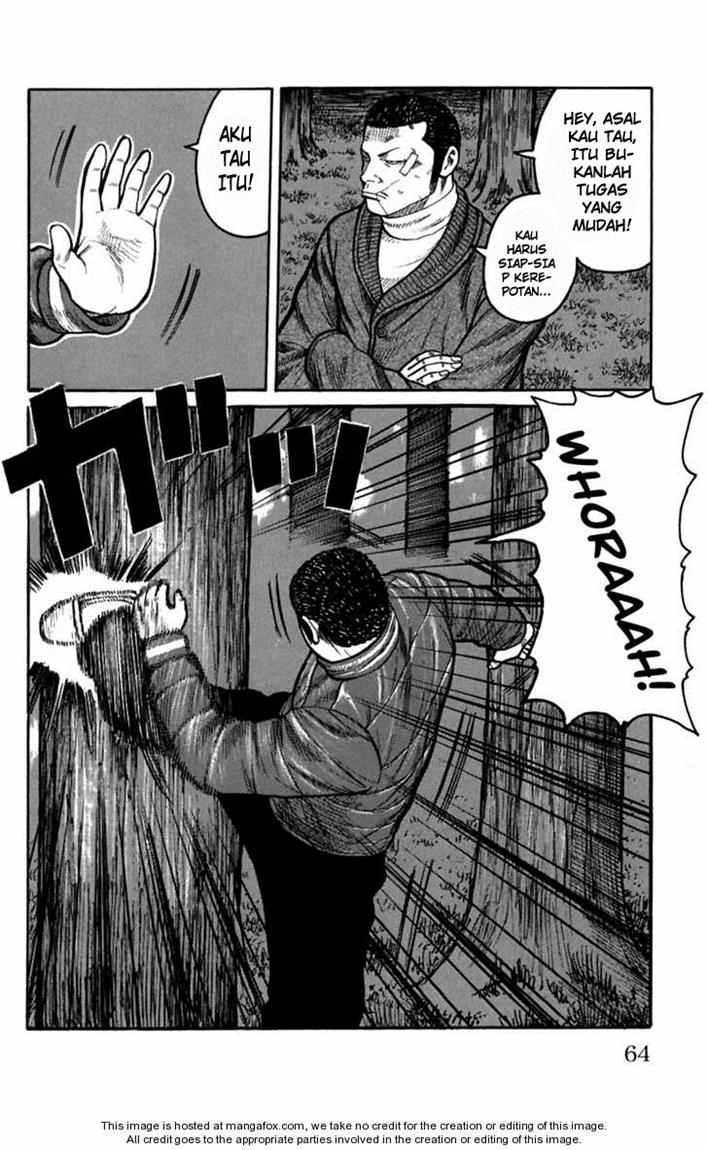 HEY, ASAL
KAU TAU,
ITU BU-
KANLAH
TUGAS
YANG
MUDAH!
KAU
HARUS
SIAP-SIA
P KERE-
POTAN...
AKU
TAU
ITU!
ガッガッ
WHORAAAH!
64
This image is hosted at mangafox.com, we take no credit for the creation or editing of this image.
All credit goes to the appropriate parties involved in the creation or editing of this image.